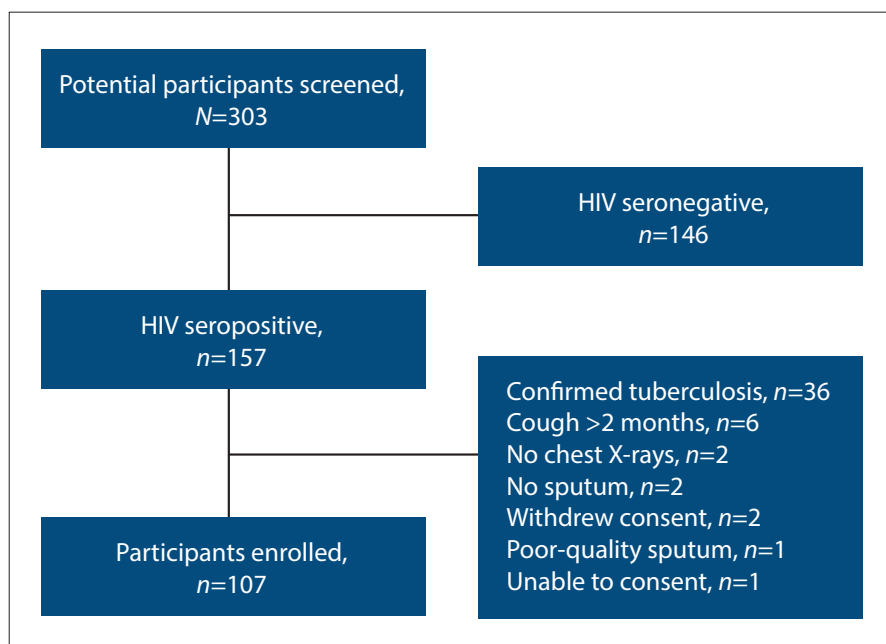 Potential participants screened,
N=303
HIV seronegative,
n=146
HIV seropositive,
n=157
Confirmed tuberculosis, n=36
Cough >2 months, n=6
No chest X-rays, n=2
No sputum, n=2
Withdrew consent, n=2
Poor-quality sputum, n=1
Unable to consent, n=1
Participants enrolled,
n=107